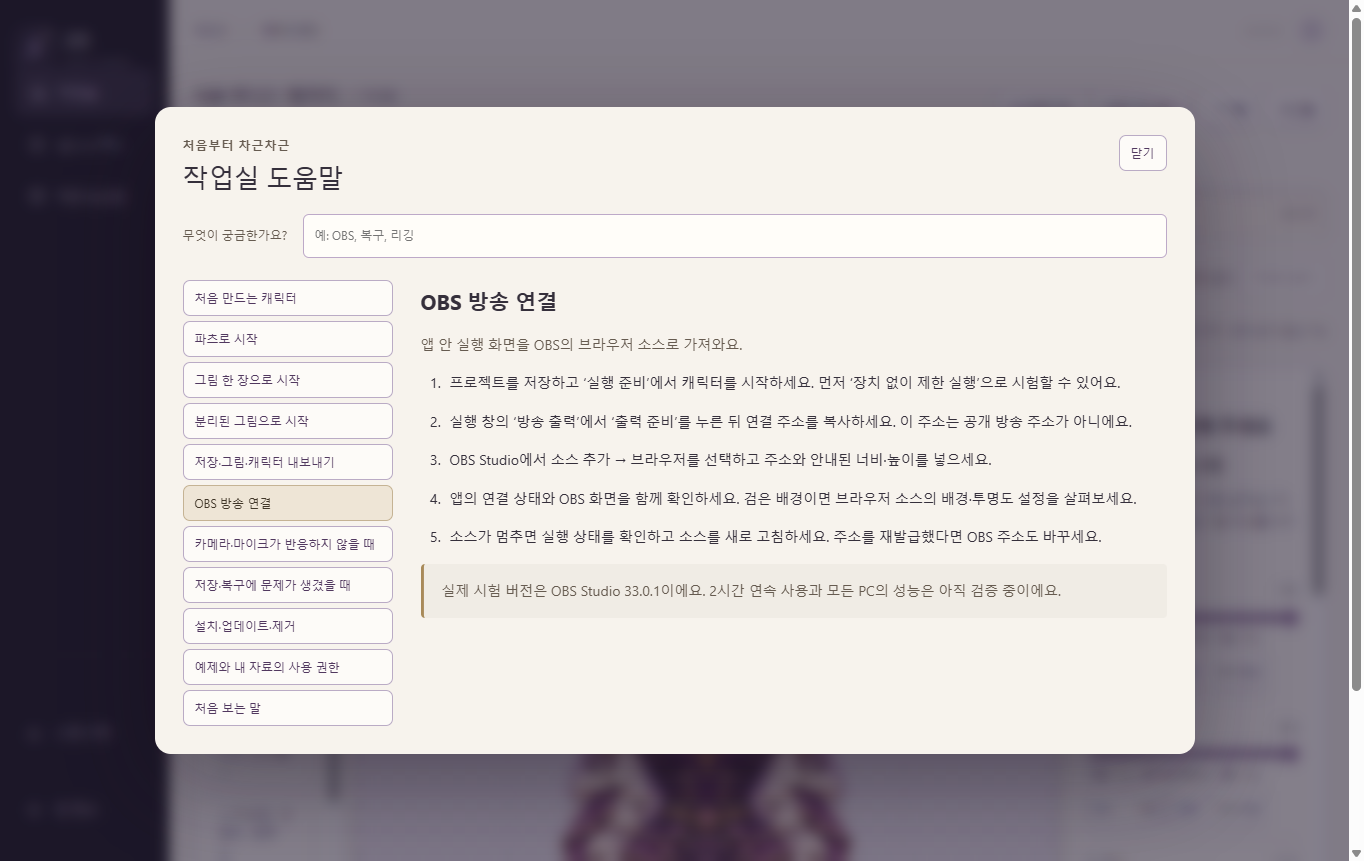 처음부터 차근차근
작업실 도움말
닫기
무엇이 궁금한가요?
예: OBS, 복구, 리깅
처음 만드는 캐릭터
파츠로 시작
그림 한 장으로 시작
분리된 그림으로 시작
저장·그림·캐릭터 내보내기
OBS 방송 연결
카메라·마이크가 반응하지 않을 때
저장·복구에 문제가 생겼을 때
설치·업데이트·제거
예제와 내 자료의 사용 권한
처음 보는 말
OBS 방송 연결
앱 안 실행 화면을 OBS의 브라우저 소스로 가져와요.
1. 프로젝트를 저장하고 ‘실행 준비’에서 캐릭터를 시작하세요. 먼저 ‘장치 없이 제한 실행’으로 시험할 수 있어요.
2. 실행 창의 ‘방송 출력’에서 ‘출력 준비’를 누른 뒤 연결 주소를 복사하세요. 이 주소는 공개 방송 주소가 아니에요.
3. OBS Studio에서 소스 추가 → 브라우저를 선택하고 주소와 안내된 너비·높이를 넣으세요.
4. 앱의 연결 상태와 OBS 화면을 함께 확인하세요. 검은 배경이면 브라우저 소스의 배경·투명도 설정을 살펴보세요.
5. 소스가 멈추면 실행 상태를 확인하고 소스를 새로 고침하세요. 주소를 재발급했다면 OBS 주소도 바꾸세요.
실제 시험 버전은 OBS Studio 33.0.1이에요. 2시간 연속 사용과 모든 PC의 성능은 아직 검증 중이에요.